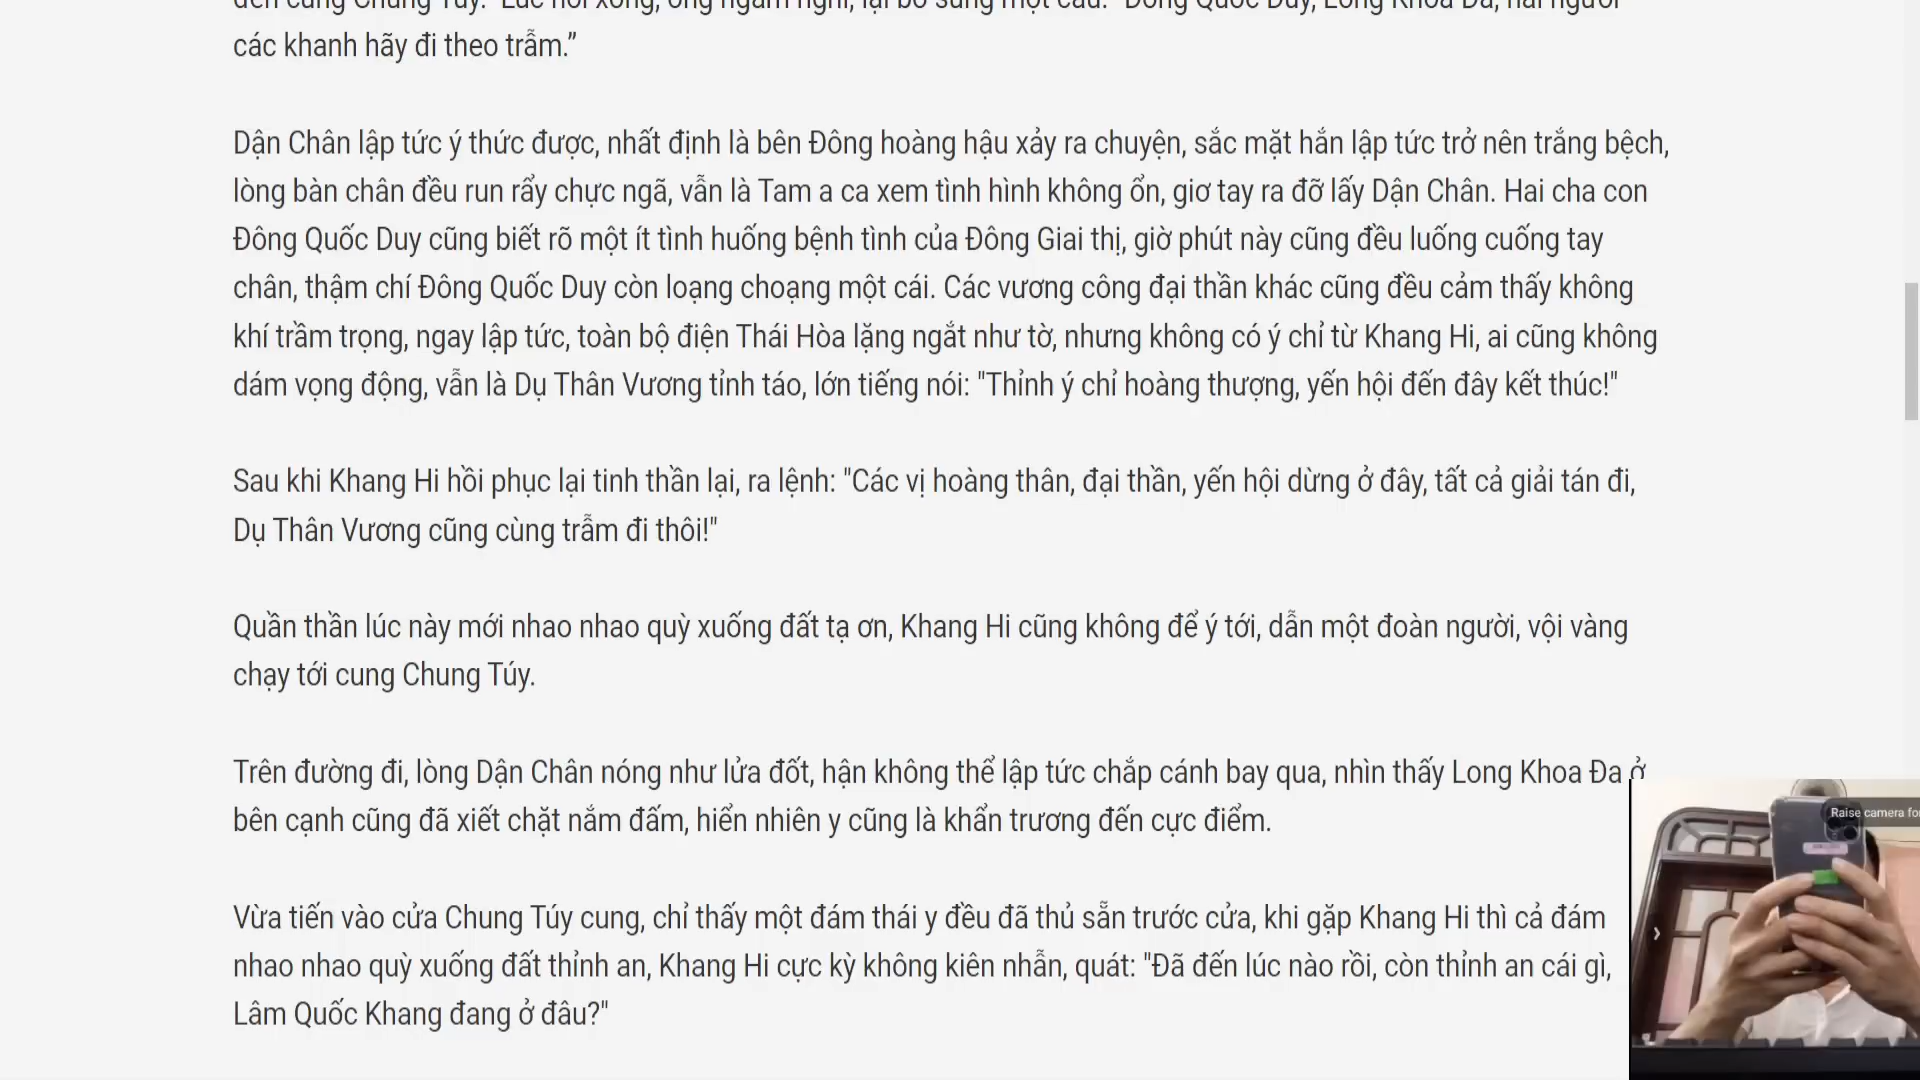 các khanh hãy đi theo trẫm.”
Dận Chân lập tức ý thức được, nhất định là bên Đông hoàng hậu xảy ra chuyện, sắc mặt hắn lập tức trở nên trắng bệch,
lòng bàn chân đều run rẩy chực ngã, vẫn là Tam a ca xem tình hình không ổn, giơ tay ra đỡ lấy Dận Chân. Hai cha con
Đông Quốc Duy cũng biết rõ một ít tình huống bệnh tình của Đông Giai thị, giờ phút này cũng đều luống cuống tay
chân, thậm chí Đông Quốc Duy còn loạng choạng một cái. Các vương công đại thần khác cũng đều cảm thấy không
khí trầm trọng, ngay lập tức, toàn bộ điện Thái Hòa lặng ngắt như tờ, nhưng không có ý chỉ từ Khang Hi, ai cũng không
dám vọng động, vẫn là Dụ Thân Vương tỉnh táo, lớn tiếng nói: "Thỉnh ý chỉ hoàng thượng, yến hội đến đây kết thúc!"
Sau khi Khang Hi hồi phục lại tinh thần lại, ra lệnh: "Các vị hoàng thân, đại thần, yến hội dừng ở đây, tất cả giải tán đi,
Dụ Thân Vương cũng cùng trẫm đi thôi!"
Quần thần lúc này mới nhao nhao quỳ xuống đất tạ ơn, Khang Hi cũng không để ý tới, dẫn một đoàn người, vội vàng
chạy tới cung Chung Túy.
Trên đường đi, lòng Dận Chân nóng như lửa đốt, hận không thể lập tức chắp cánh bay qua, nhìn thấy Long Khoa Đa ở
bên cạnh cũng đã xiết chặt nắm đấm, hiển nhiên y cũng là khẩn trương đến cực điểm.
Vừa tiến vào cửa Chung Túy cung, chỉ thấy một đám thái y đều đã thủ sẵn trước cửa, khi gặp Khang Hi thì cả đám
nhao nhao quỳ xuống đất thỉnh an, Khang Hi cực kỳ không kiên nhẫn, quát: "Đã đến lúc nào rồi, còn thỉnh an cái gì,
Lâm Quốc Khang đang ở đâu?"
Raise camera for